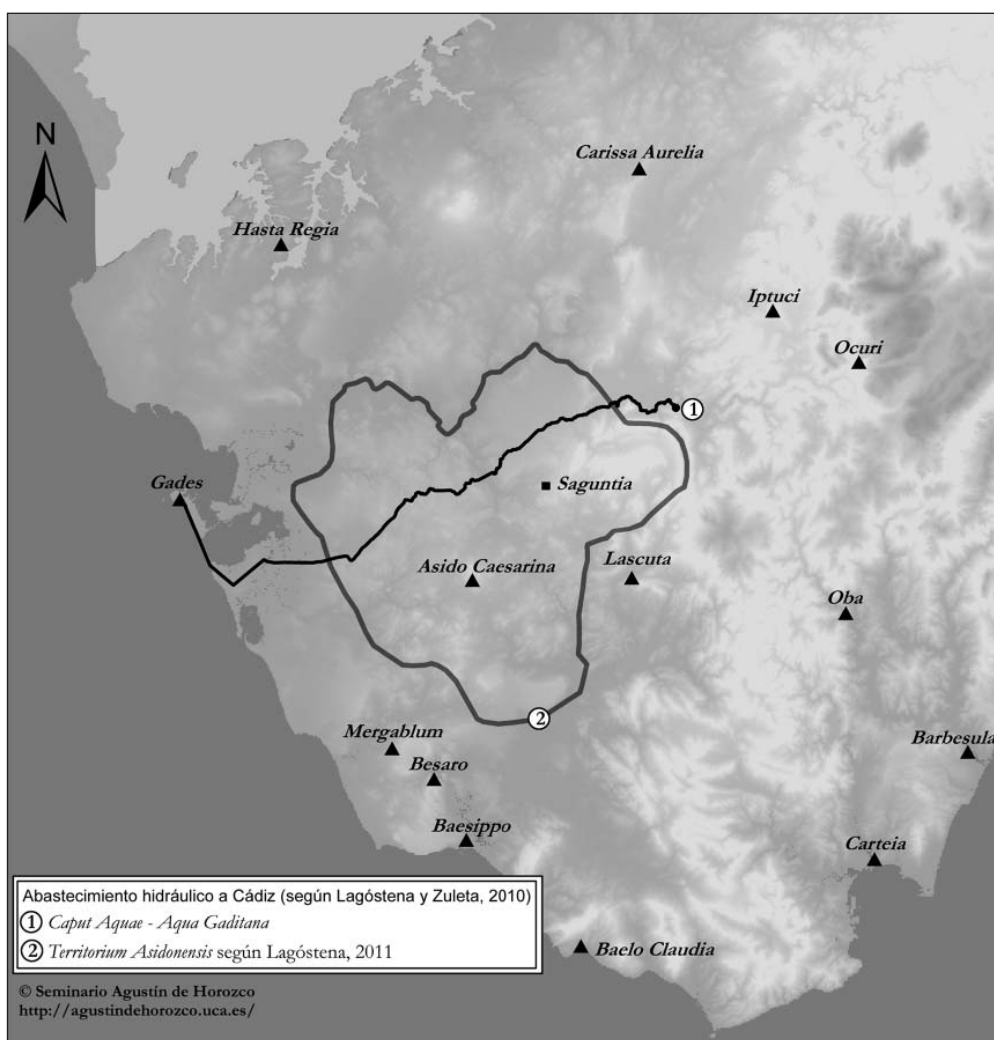 N
Carissa Aurelia
Hasta Regia
Iptuci
Ocuri
1
Gades
Saguntia
Asido Caesarina
Lascuta
Oba
2
Mergablum
Besaro
Barbesula
Baesippo
Carteia
Baelo Claudia
Abastecimiento hidráulico a Cádiz (según Lagóstena y Zuleta, 2010)
1 Caput Aquae - Aqua Gaditana
2 Territorium Asidonensis según Lagóstena, 2011
© Seminario Agustín de Horozco
http://agustindehorozco.uca.es/